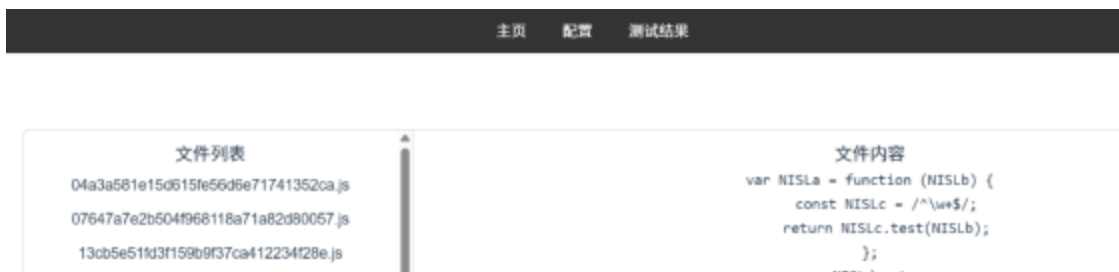 主页 配置 测试结果
文件列表
04a3a581e15d615fe56d6e71741352ca.js
07647a7e2b504f968118a71a82d80057.js
13cb5e51fd3f159b9f37ca412234f28e.js
文件内容
var NISLa = function (NISLb) {
const NISLc = /^\w+$/;
return NISLc.test(NISLb);
};